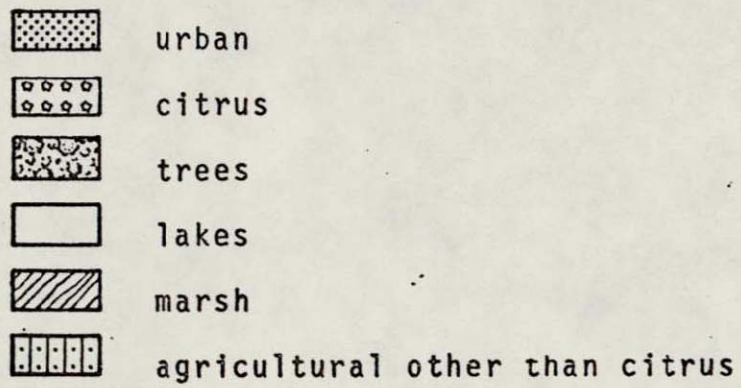 urban
citrus
trees
lakes
marsh
agricultural other than citrus